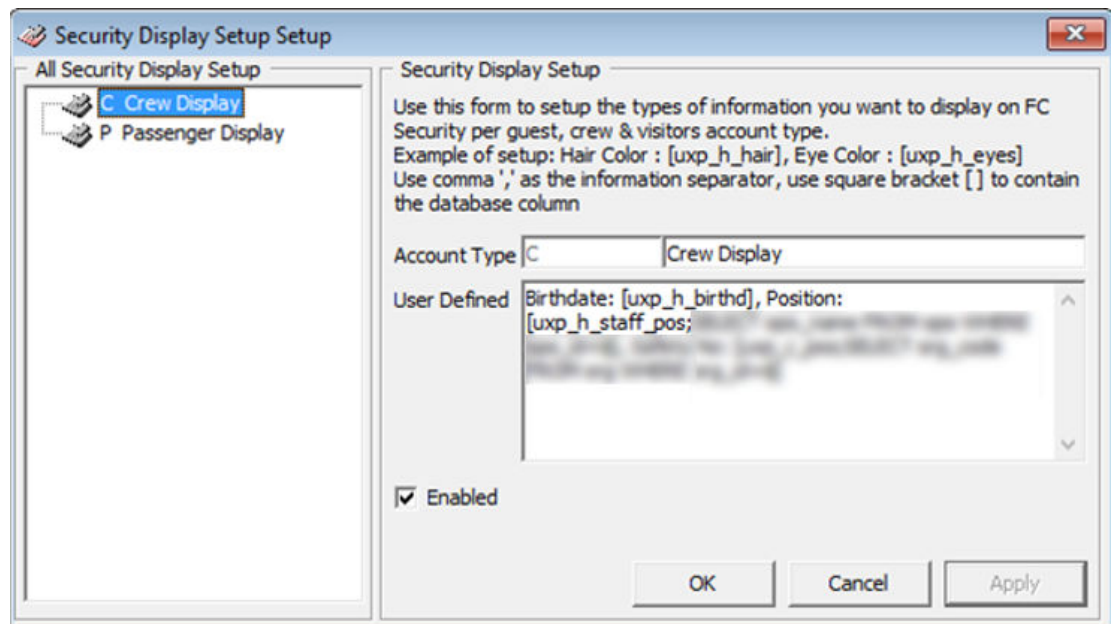 Security Display Setup Setup
All Security Display Setup
C Crew Display
P Passenger Display
Security Display Setup
Use this form to setup the types of information you want to display on FC
Security per guest, crew & visitors account type.
Example of setup: Hair Color : [uxp_h_hair], Eye Color : [uxp_h_eyes]
Use comma ',' as the information separator, use square bracket [ ] to contain
the database column
Account Type C Crew Display
User Defined Birthdate: [uxp_h_birthd], Position:
[uxp_h_staff_pos;
Enabled
OK Cancel Apply